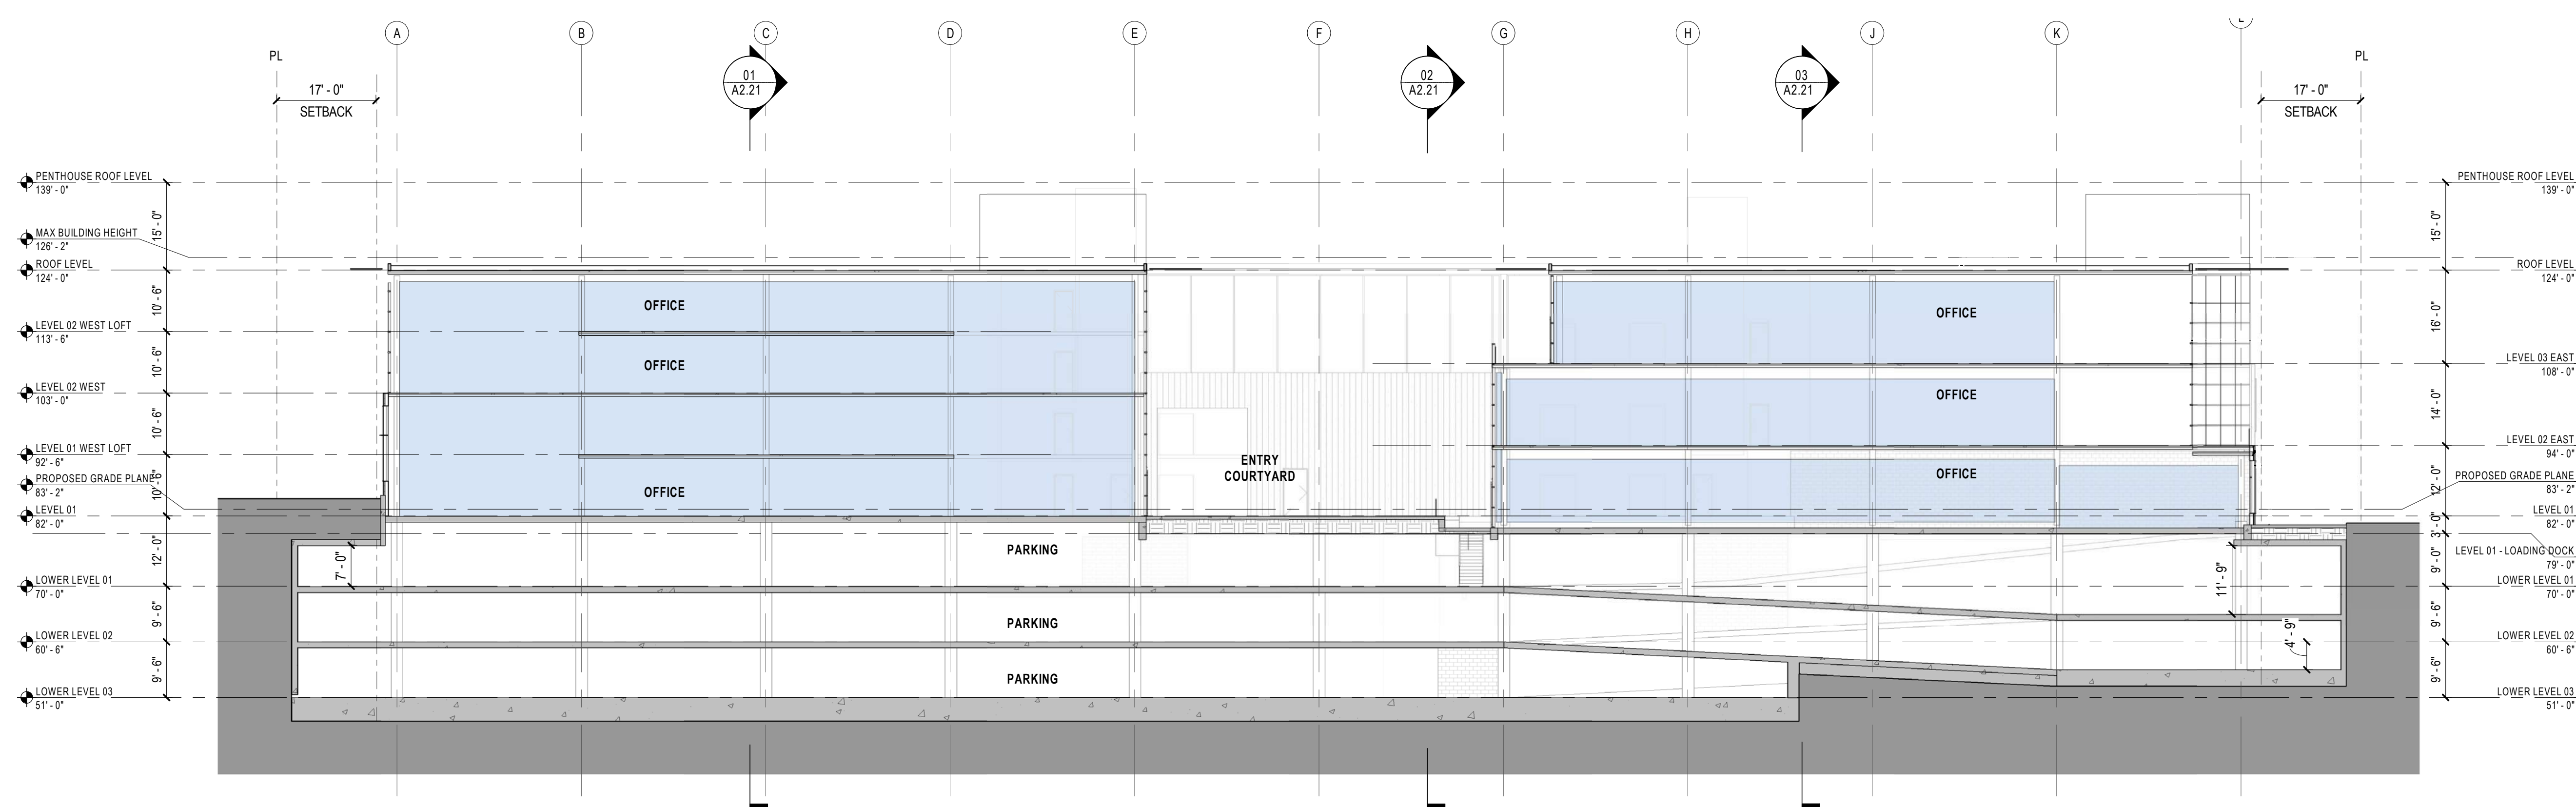 A
B
C
D
E
F
G
H
J
K
PL
PL
17' - 0"
SETBACK
01
A2.21
02
A2.21
03
A2.21
17' - 0"
SETBACK
PENTHOUSE ROOF LEVEL
139' - 0"
MAX BUILDING HEIGHT
126' - 2"
ROOF LEVEL
124' - 0"
LEVEL 02 WEST LOFT
113' - 6"
LEVEL 02 WEST
103' - 0"
LEVEL 01 WEST LOFT
92' - 6"
PROPOSED GRADE PLANE
83' - 2"
LEVEL 01
82' - 0"
LOWER LEVEL 01
70' - 0"
LOWER LEVEL 02
60' - 6"
LOWER LEVEL 03
51' - 0"
15' - 0"
10' - 6"
10' - 6"
10' - 6"
10' - 6"
12' - 0"
9' - 6"
9' - 6"
7' - 0"
OFFICE
OFFICE
OFFICE
ENTRY
COURTYARD
OFFICE
OFFICE
OFFICE
PARKING
PARKING
PARKING
11' - 9"
4' - 9"
15' - 0"
16' - 0"
14' - 0"
12' - 0"
3' - 0"
9' - 0"
9' - 6"
9' - 6"
PENTHOUSE ROOF LEVEL
139' - 0"
ROOF LEVEL
124' - 0"
LEVEL 03 EAST
108' - 0"
LEVEL 02 EAST
94' - 0"
PROPOSED GRADE PLANE
83' - 2"
LEVEL 01
82' - 0"
LEVEL 01 - LOADING DOCK
79' - 0"
LOWER LEVEL 01
70' - 0"
LOWER LEVEL 02
60' - 6"
LOWER LEVEL 03
51' - 0"